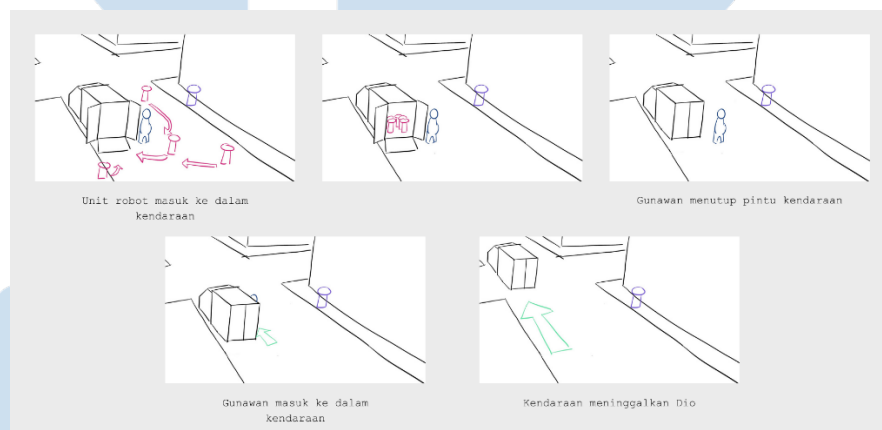 Unit robot masuk ke dalam
kendaraan
Gunawan menutup pintu kendaraan
Gunawan masuk ke dalam
kendaraan
Kendaraan meninggalkan Dio